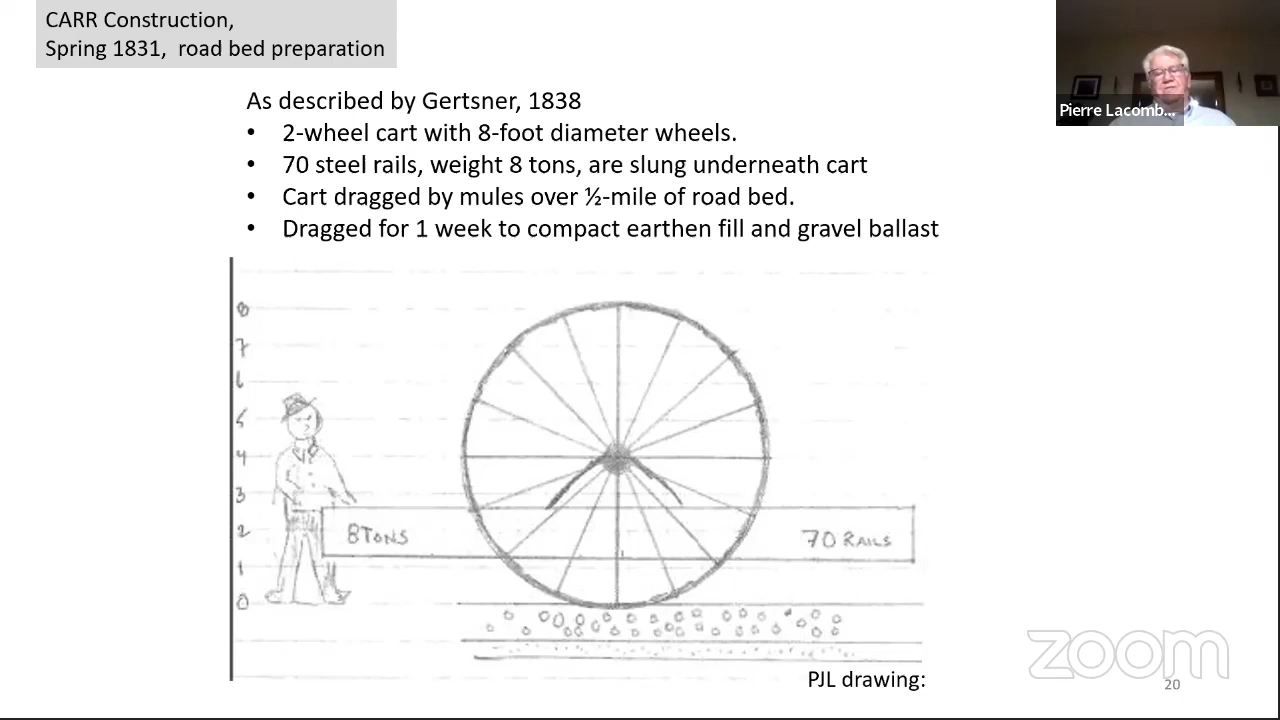 CARR Construction,
Spring 1831, road bed preparation
Pierre Lacomb...
As described by Gertsner, 1838
• 2-wheel cart with 8-foot diameter wheels.
• 70 steel rails, weight 8 tons, are slung underneath cart
• Cart dragged by mules over ½-mile of road bed.
• Dragged for 1 week to compact earthen fill and gravel ballast
8
7
6
5
4
3
2
1
0
8 TONS
70 RAILS
PJL drawing:
zoom
20